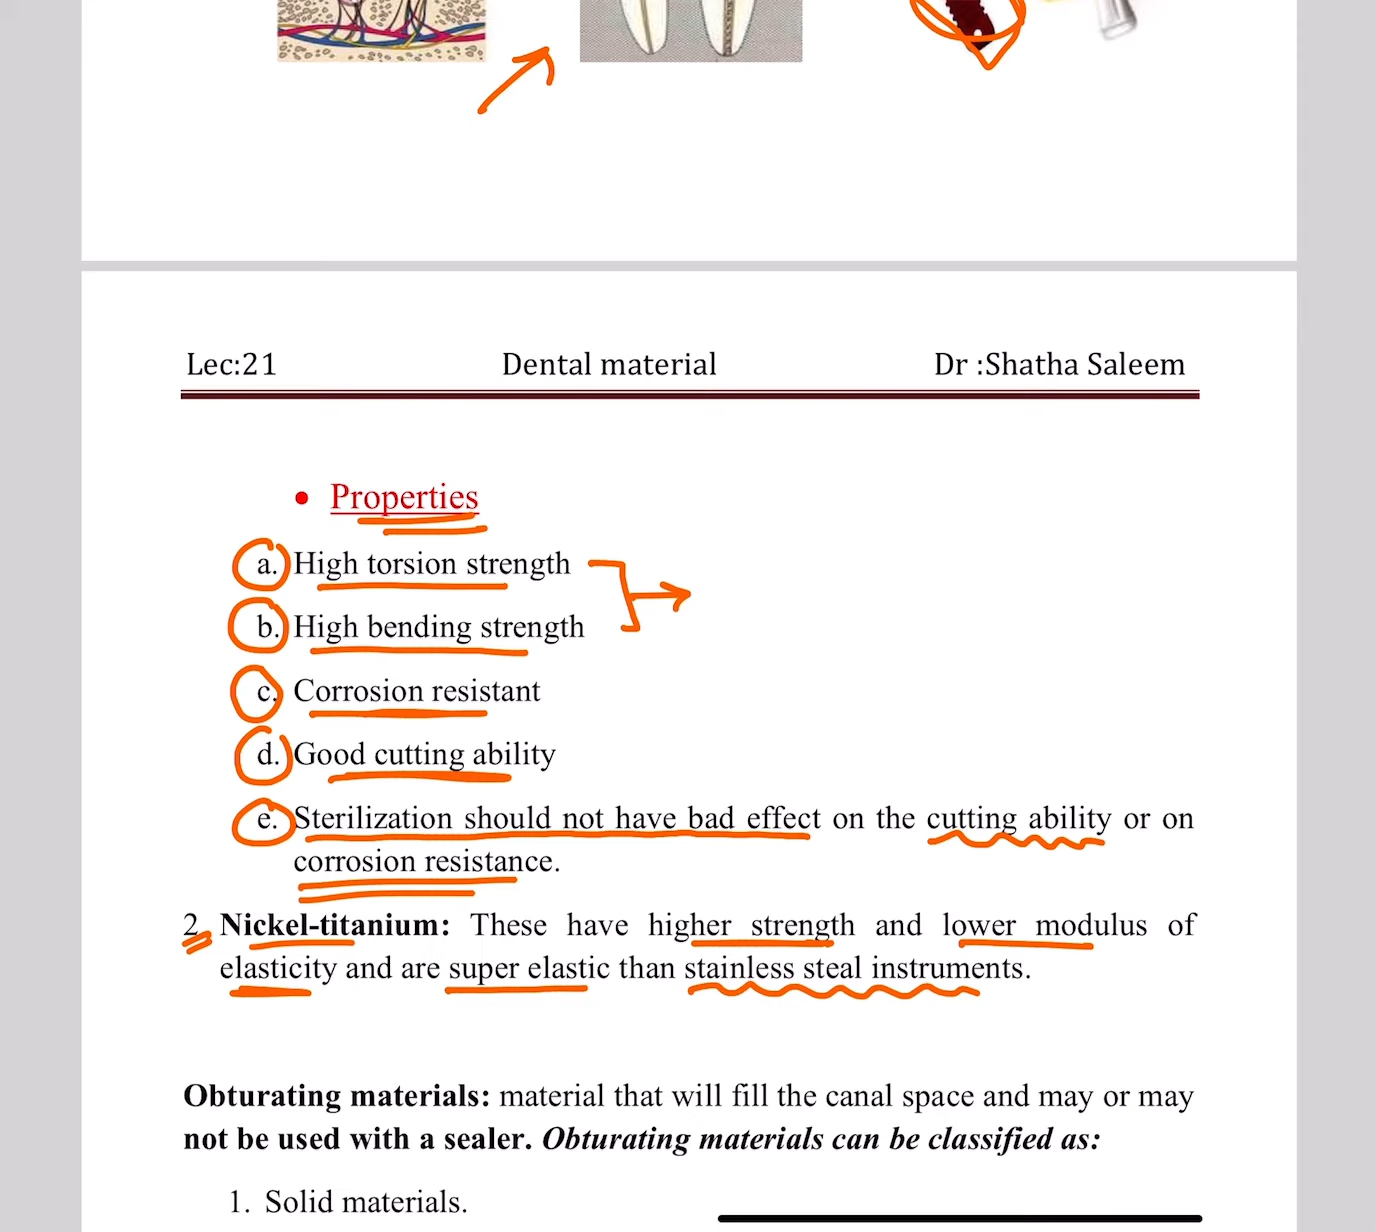 Lec:21 Dental material Dr :Shatha Saleem
• Properties
a. High torsion strength
b. High bending strength
c. Corrosion resistant
d. Good cutting ability
e. Sterilization should not have bad effect on the cutting ability or on
corrosion resistance.
2. Nickel-titanium: These have higher strength and lower modulus of
elasticity and are super elastic than stainless steal instruments.
Obturating materials: material that will fill the canal space and may or may
not be used with a sealer. Obturating materials can be classified as:
1. Solid materials.